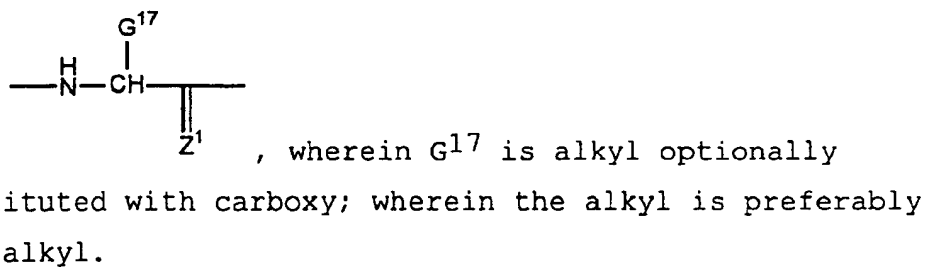 G17
H
N-CH
Z1
, wherein G17 is alkyl optionally
ituted with carboxy; wherein the alkyl is preferably
alkyl.